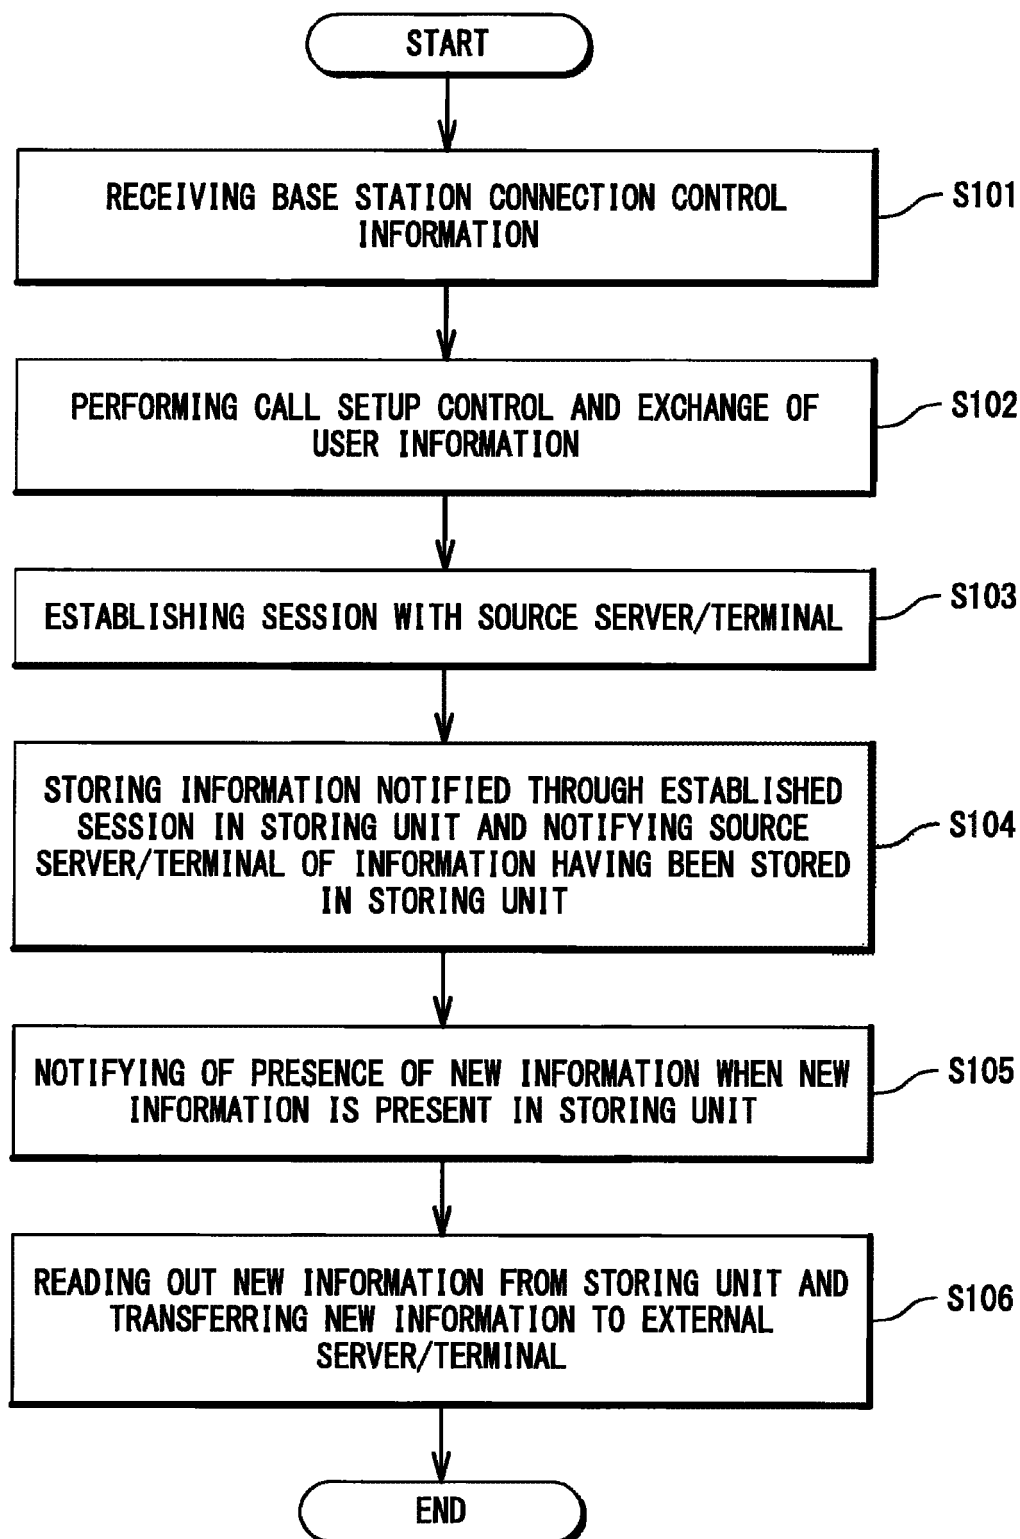 START
RECEIVING BASE STATION CONNECTION CONTROL
INFORMATION
S101
PERFORMING CALL SETUP CONTROL AND EXCHANGE OF
USER INFORMATION
S102
ESTABLISHING SESSION WITH SOURCE SERVER/TERMINAL
S103
STORING INFORMATION NOTIFIED THROUGH ESTABLISHED
SESSION IN STORING UNIT AND NOTIFYING SOURCE
SERVER/TERMINAL OF INFORMATION HAVING BEEN STORED
IN STORING UNIT
S104
NOTIFYING OF PRESENCE OF NEW INFORMATION WHEN NEW
INFORMATION IS PRESENT IN STORING UNIT
S105
READING OUT NEW INFORMATION FROM STORING UNIT AND
TRANSFERRING NEW INFORMATION TO EXTERNAL
SERVER/TERMINAL
S106
END